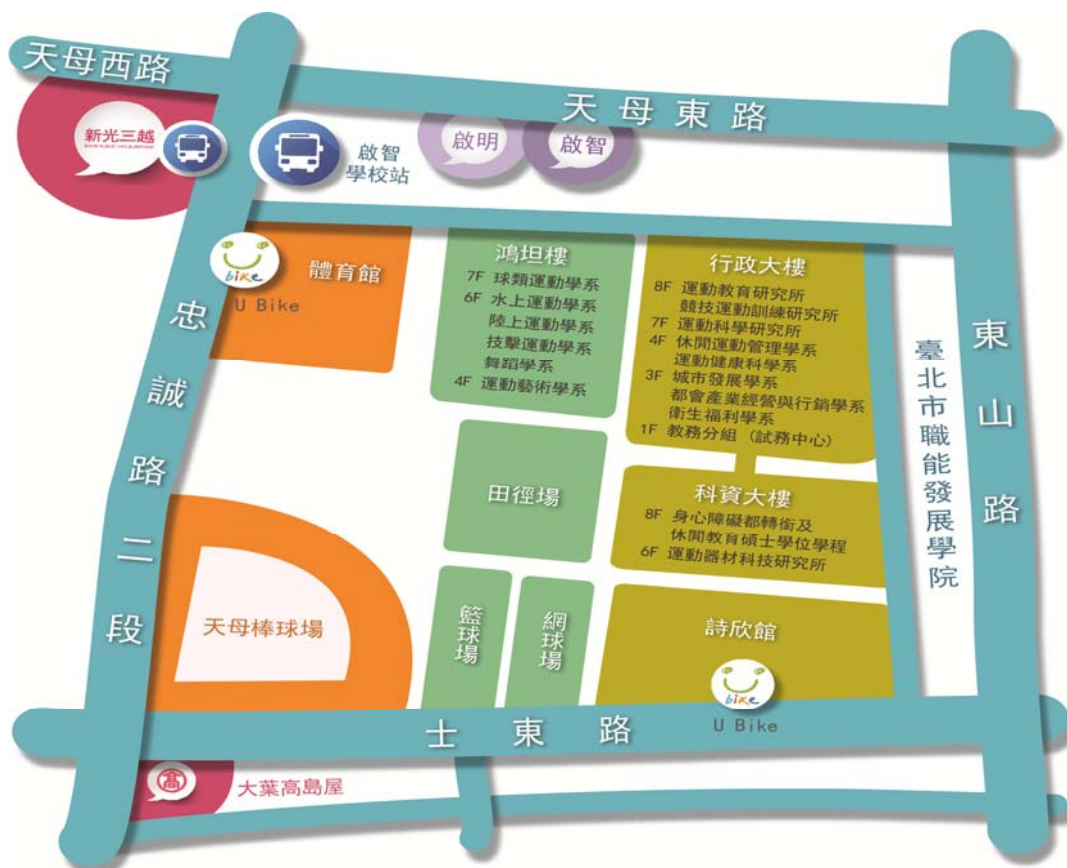 天母西路
天母東路
新光三越
啟智
學校站
啟明
啟智
bike
U Bike
體育館
鴻坦樓
7F 球類運動學系
6F 水上運動學系
陸上運動學系
技擊運動學系
舞蹈學系
4F 運動藝術學系
行政大樓
8F 運動教育研究所
競技運動訓練研究所
7F 運動科學研究所
4F 休閒運動管理學系
運動健康科學系
3F 城市發展學系
都會產業經營與行銷學系
衛生福利學系
1F 教務分組 (試務中心)
臺北市職能發展學院
東山路
忠誠路二段
田徑場
科資大樓
8F 身心障礙都轉銜及
休閒教育碩士學位學程
6F 運動器材科技研究所
天母棒球場
籃球場
網球場
詩欣館
bike
U Bike
士東路
高
大葉高島屋